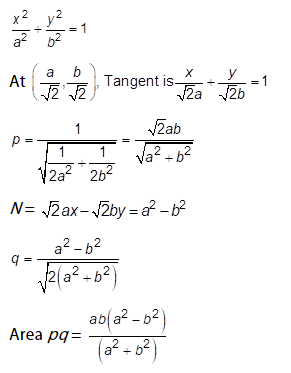 x²/a² + y²/b² = 1
At (a/√2, b/√2), Tangent is x/(√2a) + y/(√2b) = 1
p = 1/√(1/(2a²) + 1/(2b²)) = √2ab/√(a² + b²)
N = √2ax − √2by = a² − b²
q = (a² − b²)/√(2(a² + b²))
Area pq = ab(a² − b²)/(a² + b²)